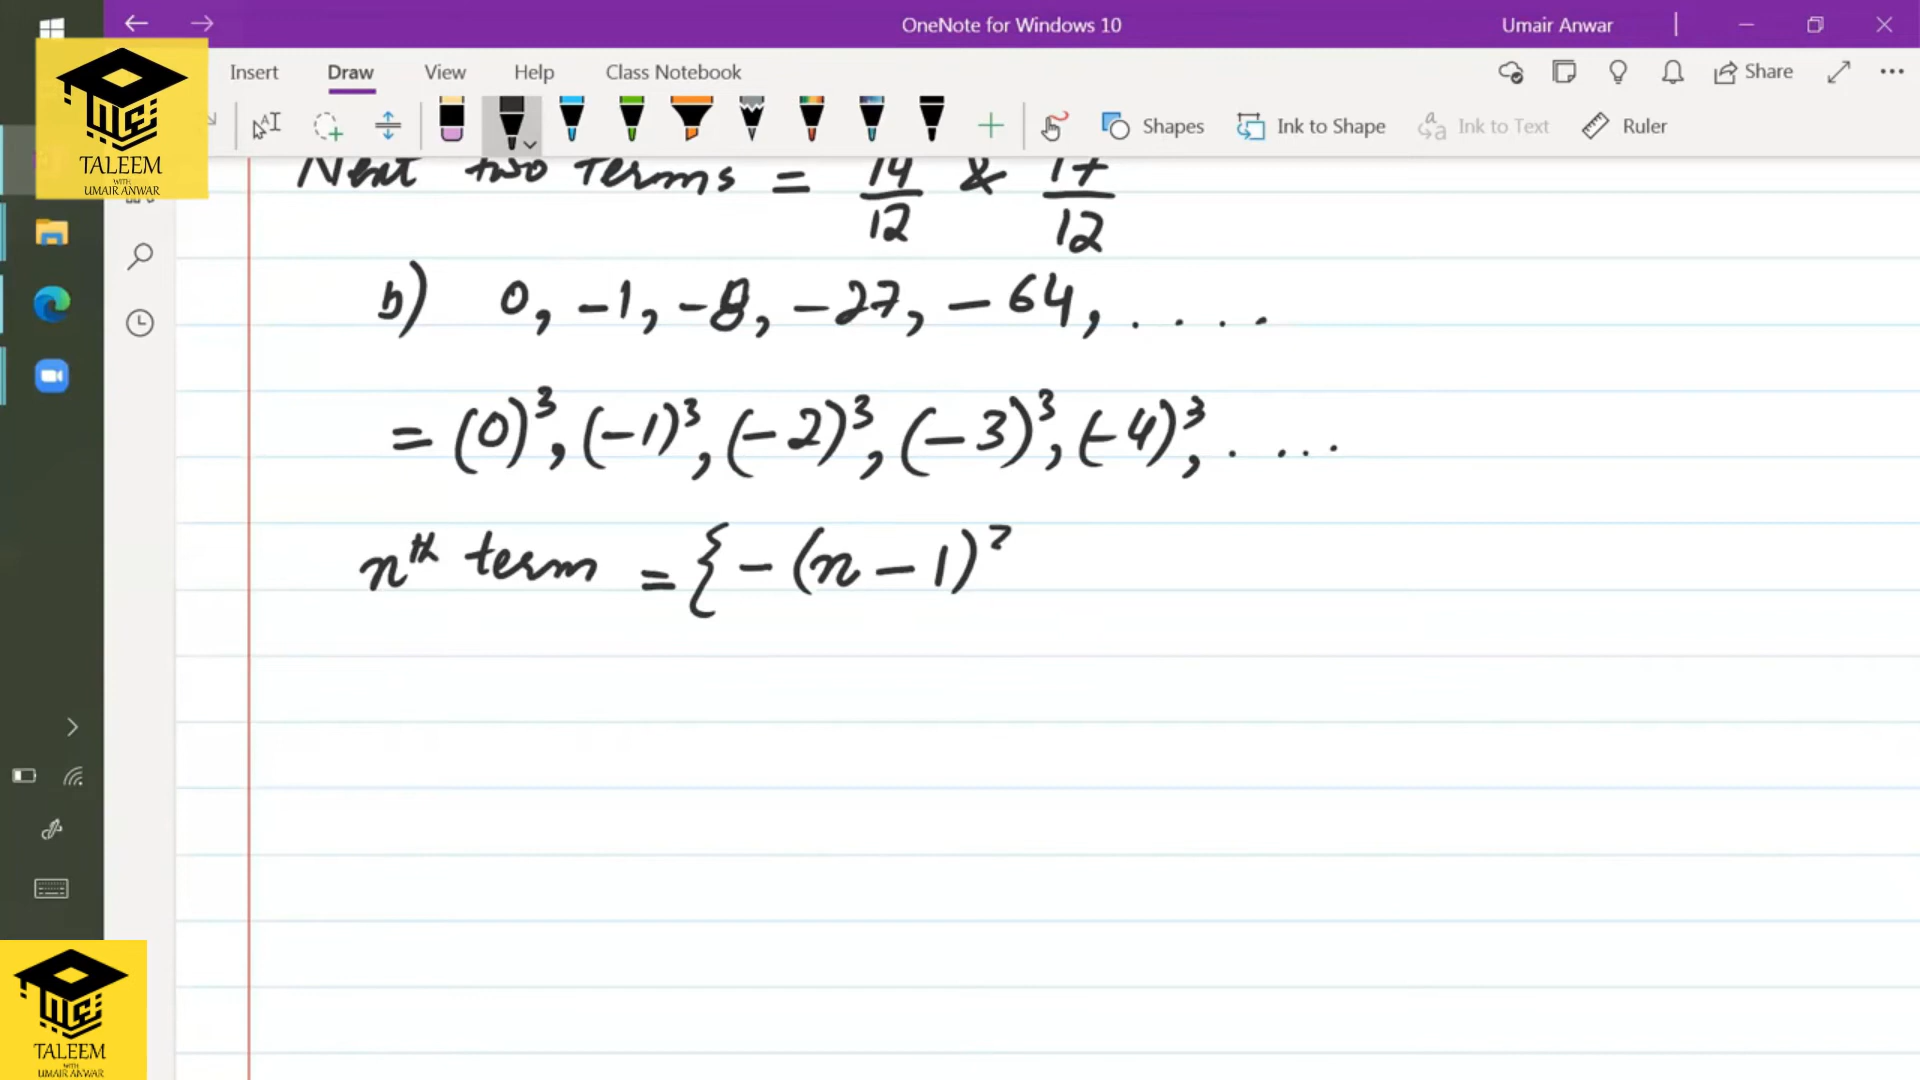 OneNote for Windows 10
Umair Anwar
Insert Draw View Help Class Notebook
Share
Shapes Ink to Shape Ink to Text Ruler
TALEEM
WITH
UMAIR ANWAR
Next two terms = 14/12 & 17/12
b) 0, -1, -8, -27, -64, ....
= (0)³, (-1)³, (-2)³, (-3)³, (-4)³, ....
nᵗʰ term = { - (n - 1)
TALEEM
WITH
UMAIR ANWAR